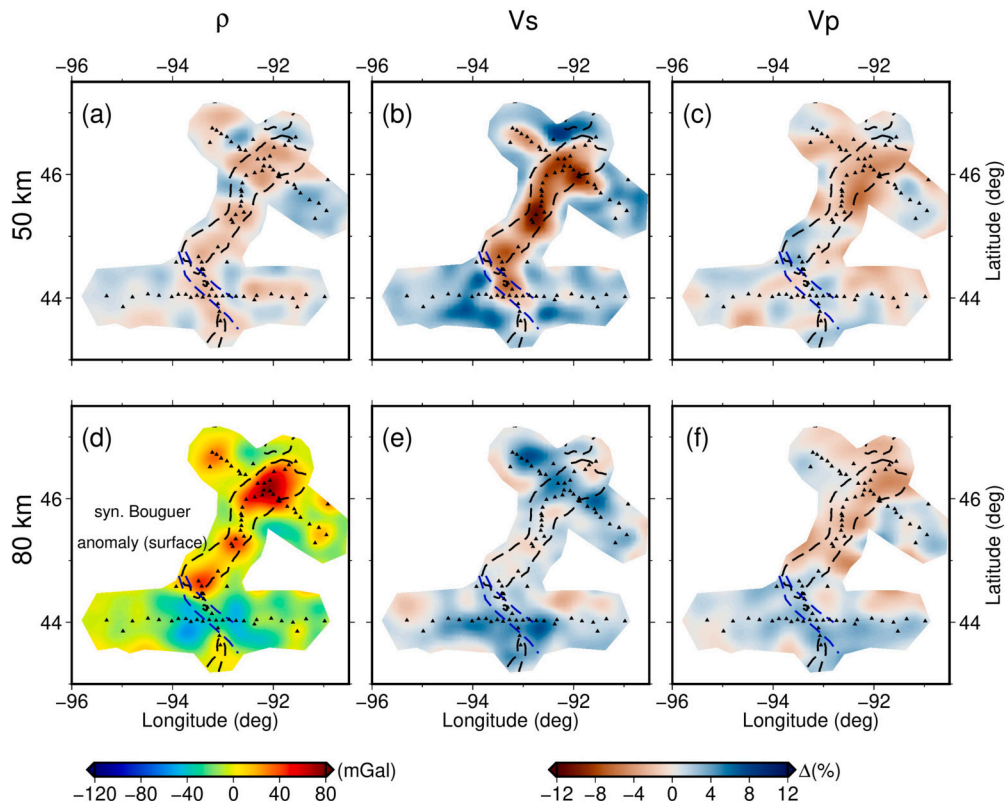 ρ Vs Vp
−96 −94 −92 −96 −94 −92 −96 −94 −92
(a) (b) (c)
50 km
46 46
44 44
Latitude (deg)
(d) (e) (f)
80 km
46 46
syn. Bouguer
anomaly (surface)
44 44
Latitude (deg)
−96 −94 −92 −96 −94 −92 −96 −94 −92
Longitude (deg) Longitude (deg) Longitude (deg)
(mGal) Δ(%)
−120 −80 −40 0 40 80 −12 −8 −4 0 4 8 12